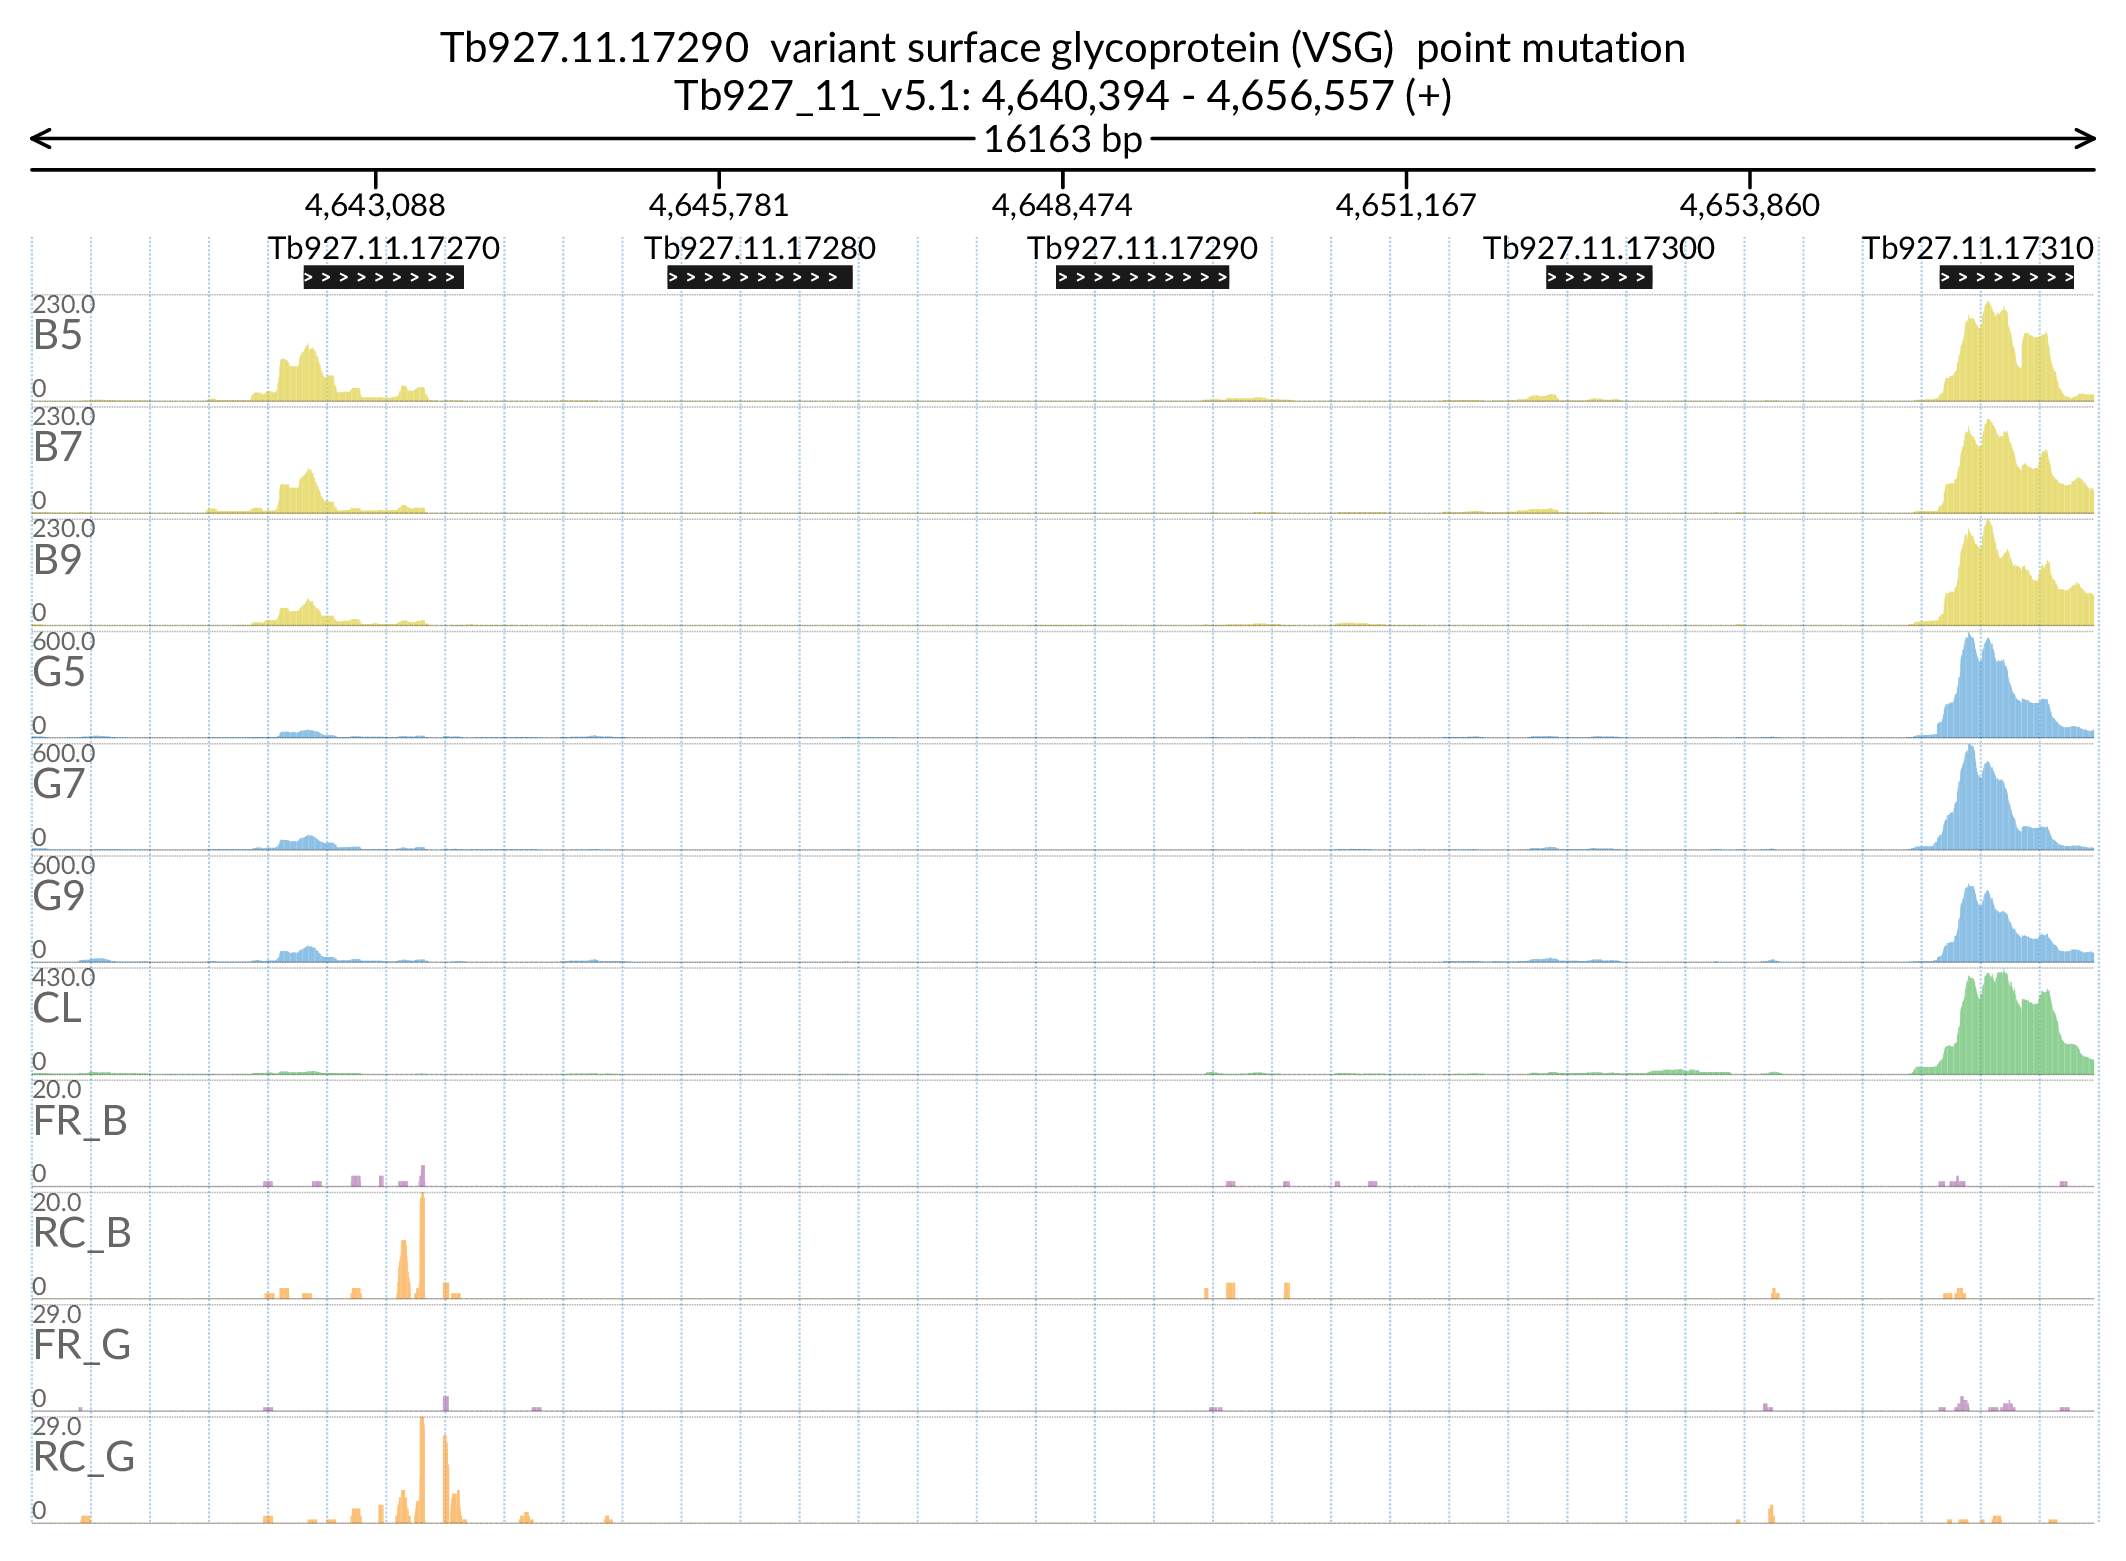 Tb927.11.17290 variant surface glycoprotein (VSG) point mutation
Tb927_11_v5.1: 4,640,394 - 4,656,557 (+)
16163 bp
4,643,088 4,645,781 4,648,474 4,651,167 4,653,860
Tb927.11.17270 Tb927.11.17280 Tb927.11.17290 Tb927.11.17300 Tb927.11.17310
230.0
B5
0
230.0
B7
0
230.0
B9
0
600.0
G5
0
600.0
G7
0
600.0
G9
0
430.0
CL
0
20.0
FR_B
0
20.0
RC_B
0
29.0
FR_G
0
29.0
RC_G
0